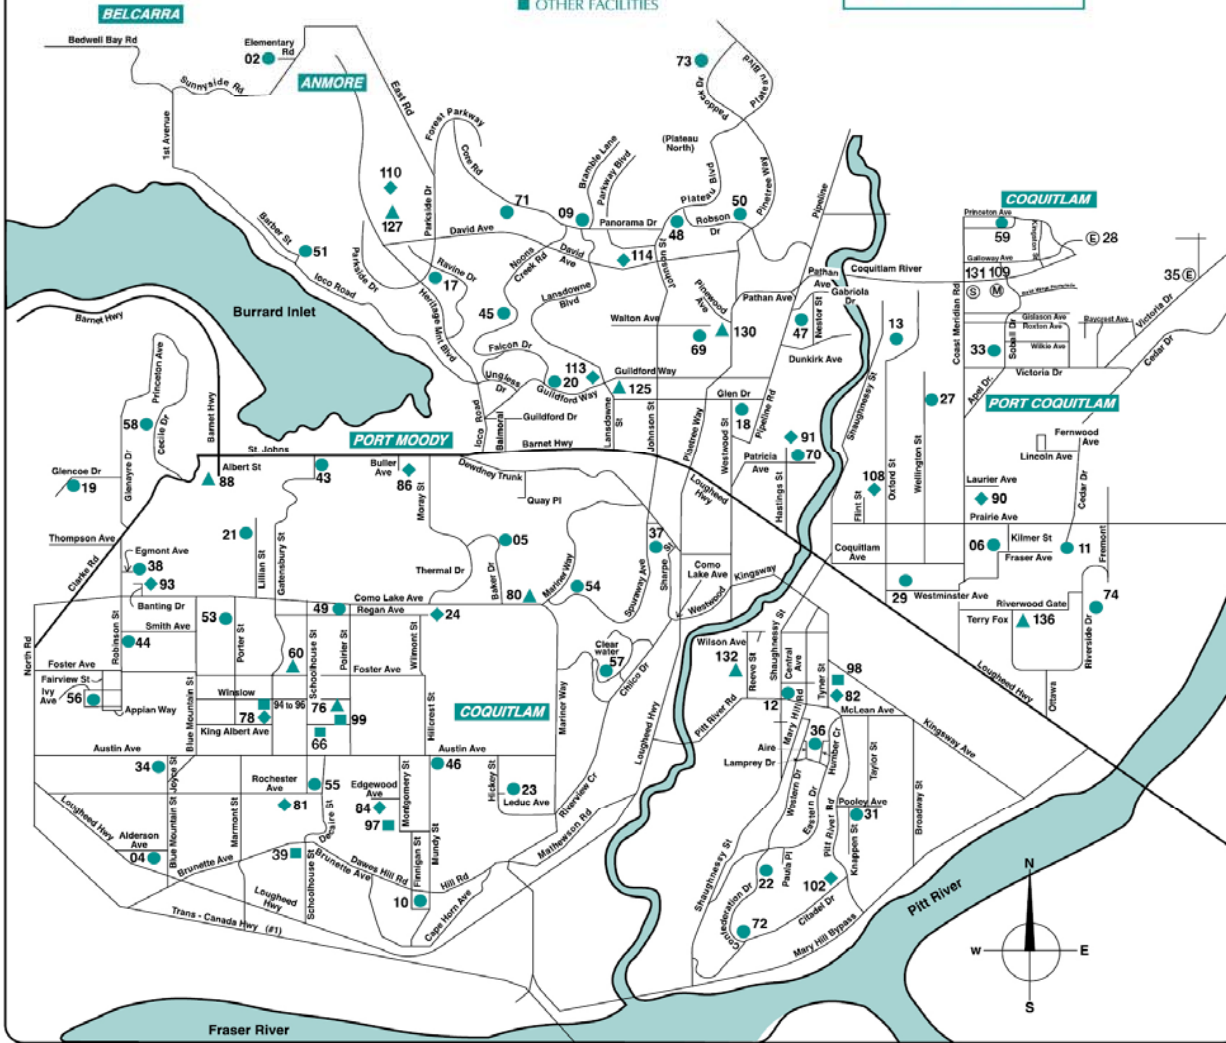 OTHER FACILITIES
BELCARRA
Bedwell Bay Rd
Elementary
Rd
02
Sunnyside Rd
ANMORE
East Rd
1st Avenue
Forest Parkway
Cove Rd
73
Paddock Dr
Plateau Blvd
(Plateau
North)
Bramble Lane
Parkway Blvd
Plateau Blvd
Pinetree Way
Pipeline
110
127
Parkside Dr
71
09
Panorama Dr
48
Robson
Dr
50
David Ave
David
Ave
114
Johnson St
Noons
Creek Rd
COQUITLAM
Princeton Ave
59
Kingston St
E 28
Galloway Ave
131 109
S M
35 E
Barber St
51
Ioco Road
Parkside Dr
Ravine Dr
17
Heritage Mnt Blvd
Lansdowne
Blvd
45
Pathan
Ave
Coquitlam River
Gabriola
Dr
Pathan Ave
Pinewood
Ave
Walton Ave
130
69
47
Nestor St
Dunkirk Ave
13
Coast Meridian Rd
33
Soball Dr
Gislason Ave
Roxton Ave
Wilkie Ave
Raycrest Ave
Victoria Dr
Cedar Dr
Victoria Dr
Apel Dr.
27
PORT COQUITLAM
Burrard Inlet
Barnet Hwy
Princeton Ave
58
Cecile Dr
Barnet Hwy
Glenayre Dr
Falcon Dr
Ungless
Dr
20
113
Guildford Way
Guildford Way
125
Lansdowne
St
Ioco Road
Balmoral
Guildford Dr
Barnet Hwy
Johnson St
Pinetree Way
Glen Dr
18
Westwood St
Pipeline Rd
91
70
Patricia
Ave
Hastings St
Shaughnessy St
Wellington St
Oxford St
108
Flint St
Fernwood
Ave
Lincoln Ave
Laurier Ave
90
Cedar Dr
Prairie Ave
PORT MOODY
St. Johns
Glencoe Dr
19
88
Albert St
43
Buller
Ave
86
Moray St
Dewdney Trunk
Quay Pl
Lougheed
Hwy
Thompson Ave
Clarke Rd
Egmont Ave
38
93
Banting Dr
21
Lillian St
Gatensbury St
05
Thermal Dr
Baker Dr
80
Mariner Way
54
37
Spuraway Ave
Sharpe St
Como
Lake Ave
Kingsway
Westwood
Coquitlam
Ave
06
Kilmer St
Fraser Ave
11
Fremont
29
Westminster Ave
Riverwood Gate
Terry Fox
136
74
Riverside Dr
Como Lake Ave
Regan Ave
49
24
53
Smith Ave
44
Robinson St
Porter St
60
Schoolhouse St
Poirier St
Wilmont St
Foster Ave
North Rd
Foster Ave
Fairview St
Ivy
Ave
56
Appian Way
Blue Mountain St
Winslow
94 to 96
78
King Albert Ave
76
99
66
Hillcrest St
COQUITLAM
Mariner Way
Clear
water
57
Chilco Dr
Lougheed Hwy
Wilson Ave
132
Reeve St
Shaughnessy St
Central
Ave
Tyner St
98
82
12
McLean Ave
Pitt River Rd
Mary Hill Rd
36
Aire
Lamprey Dr
Humber Cr
Kingsway Ave
Lougheed Hwy
Ottawa
Austin Ave
34
Joyce St
Austin Ave
46
Hickey St
23
Leduc Ave
Rochester
Ave
55
81
Edgewood
Ave
04
97
Montgomery St
Decaire St
Lougheed Hwy
Alderson
Ave
04
Blue Mountain St
Marmont St
Brunette Ave
39
Brunette Ave
Schoolhouse St
Lougheed
Hwy
Dawes Hill Rd
Hill Rd
Finnigan St
Mundy St
10
Cape Horn Ave
Mathewson Rd
Riverview Cr
Trans - Canada Hwy (#1)
Western Dr
Eastern Dr
Pitt River Rd
Taylor St
Pooley Ave
31
Knappen St
Broadway St
Shaughnessy St
22
Paula Pl
102
Citadel Dr
Confederation Dr
72
Mary Hill Bypass
Pitt River
Fraser River
N
W
E
S